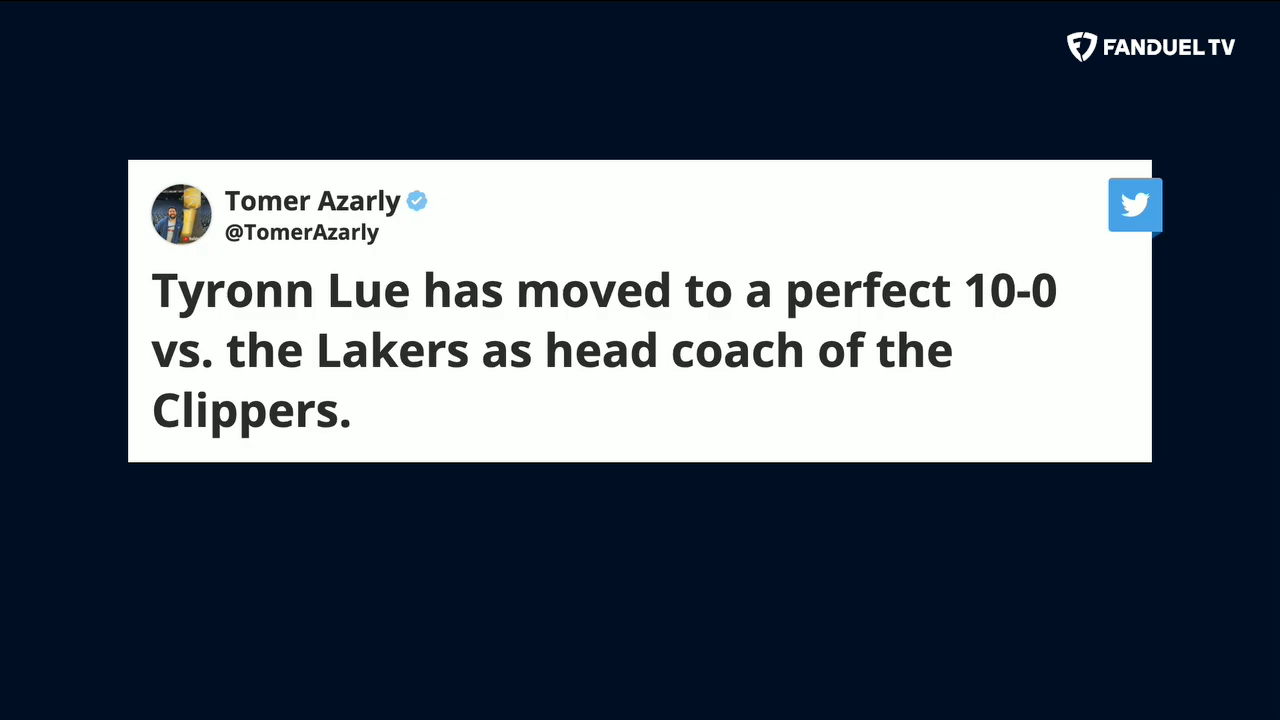 FANDUEL TV
Tomer Azarly
@TomerAzarly
Tyronn Lue has moved to a perfect 10-0
vs. the Lakers as head coach of the
Clippers.